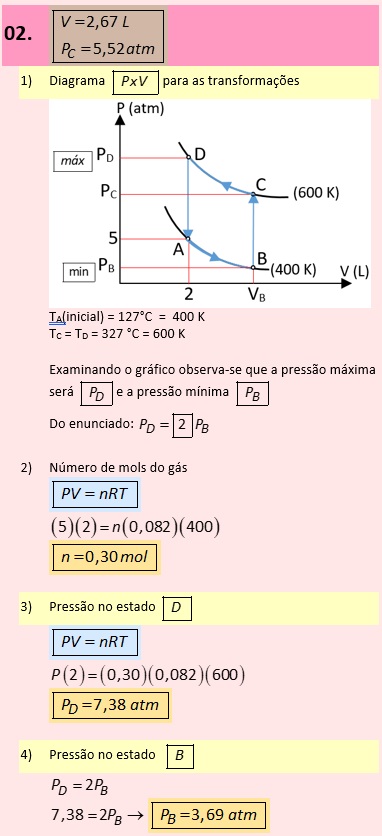 02.
V = 2,67 L
P_C = 5,52 atm
1) Diagrama PxV para as transformações
P (atm)
máx P_D D
P_C C (600 K)
5 A
min P_B B (400 K) V (L)
2 V_B
T_A(inicial) = 127°C = 400 K
T_C = T_D = 327 °C = 600 K
Examinando o gráfico observa-se que a pressão máxima
será P_D e a pressão mínima P_B
Do enunciado: P_D = 2 P_B
2) Número de mols do gás
PV = nRT
(5)(2) = n(0,082)(400)
n = 0,30 mol
3) Pressão no estado D
PV = nRT
P(2) = (0,30)(0,082)(600)
P_D = 7,38 atm
4) Pressão no estado B
P_D = 2P_B
7,38 = 2P_B → P_B = 3,69 atm